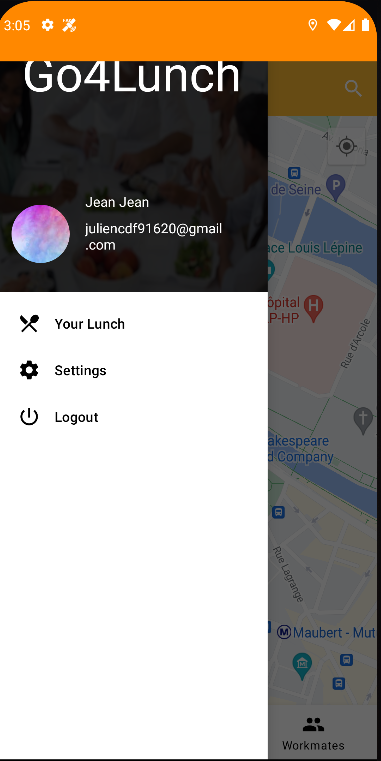 3:05
Go4Lunch
Jean Jean
juliencdf91620@gmail
.com
Your Lunch
Settings
Logout
de Seine
P
ace Louis Lépine
ôpital
AP-HP
H
Rue d'Arcole
akespeare
d Company
Rue Lagrange
M
Maubert - Mut
Workmates